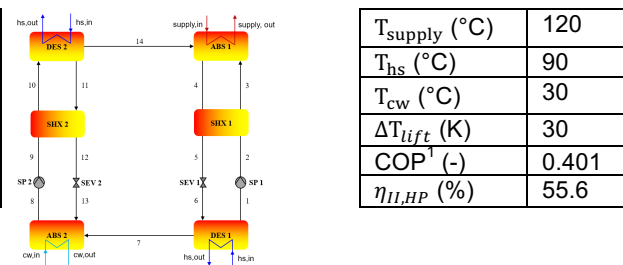 hs,out hs,in
supply,in supply, out
DES 2
14
ABS 1
10
11
4
3
SHX 2
SHX 1
9
12
5
2
SP 2
SEV 2
SEV 1
SP 1
8
13
6
1
ABS 2
7
DES 1
cw,in cw,out
hs,out hs,in
T_supply (°C) 120
T_hs (°C) 90
T_cw (°C) 30
ΔT_lift (K) 30
COP¹ (-) 0.401
η_II,HP (%) 55.6